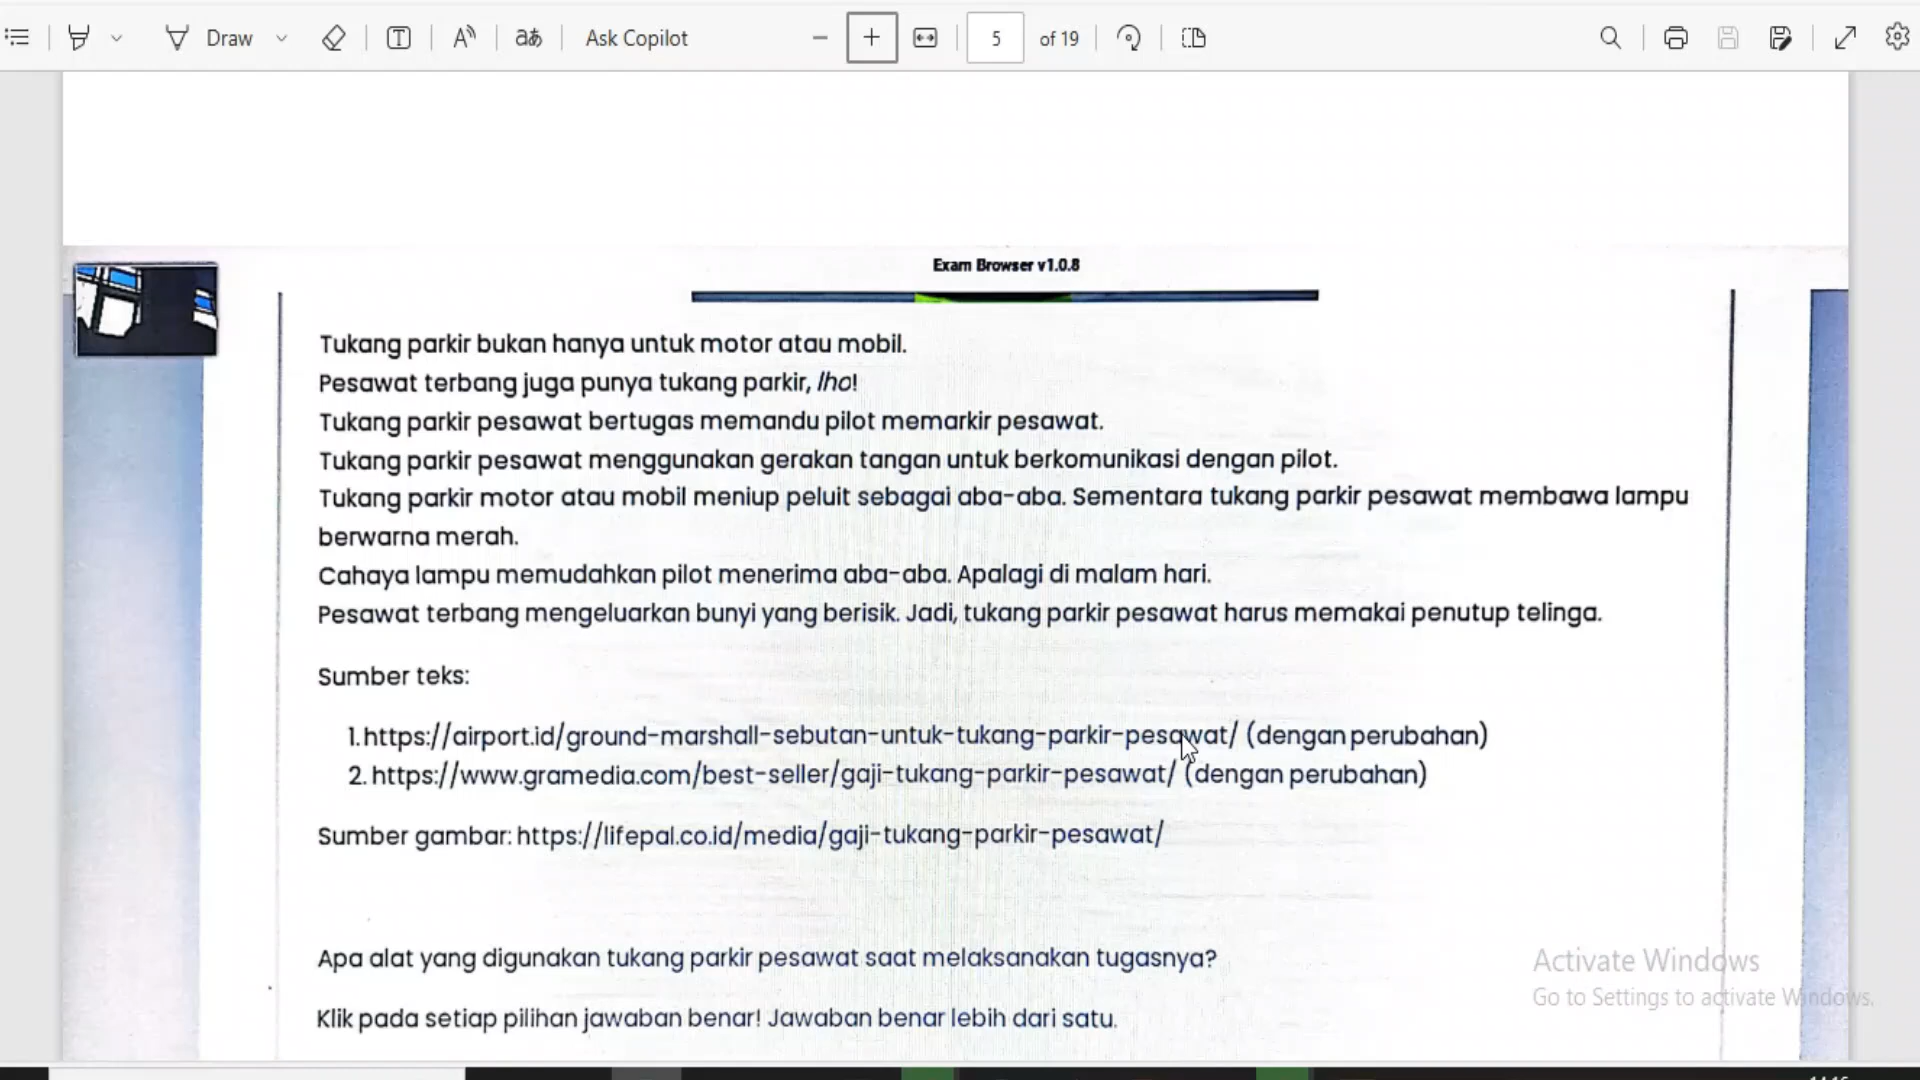 Draw
Ask Copilot
5 of 19
Exam Browser v1.0.8
Tukang parkir bukan hanya untuk motor atau mobil.
Pesawat terbang juga punya tukang parkir, lho!
Tukang parkir pesawat bertugas memandu pilot memarkir pesawat.
Tukang parkir pesawat menggunakan gerakan tangan untuk berkomunikasi dengan pilot.
Tukang parkir motor atau mobil meniup peluit sebagai aba-aba. Sementara tukang parkir pesawat membawa lampu
berwarna merah.
Cahaya lampu memudahkan pilot menerima aba-aba. Apalagi di malam hari.
Pesawat terbang mengeluarkan bunyi yang berisik. Jadi, tukang parkir pesawat harus memakai penutup telinga.
Sumber teks:
1. https://airport.id/ground-marshall-sebutan-untuk-tukang-parkir-pesawat/ (dengan perubahan)
2. https://www.gramedia.com/best-seller/gaji-tukang-parkir-pesawat/ (dengan perubahan)
Sumber gambar: https://lifepal.co.id/media/gaji-tukang-parkir-pesawat/
Apa alat yang digunakan tukang parkir pesawat saat melaksanakan tugasnya?
Klik pada setiap pilihan jawaban benar! Jawaban benar lebih dari satu.
Activate Windows
Go to Settings to activate Windows.